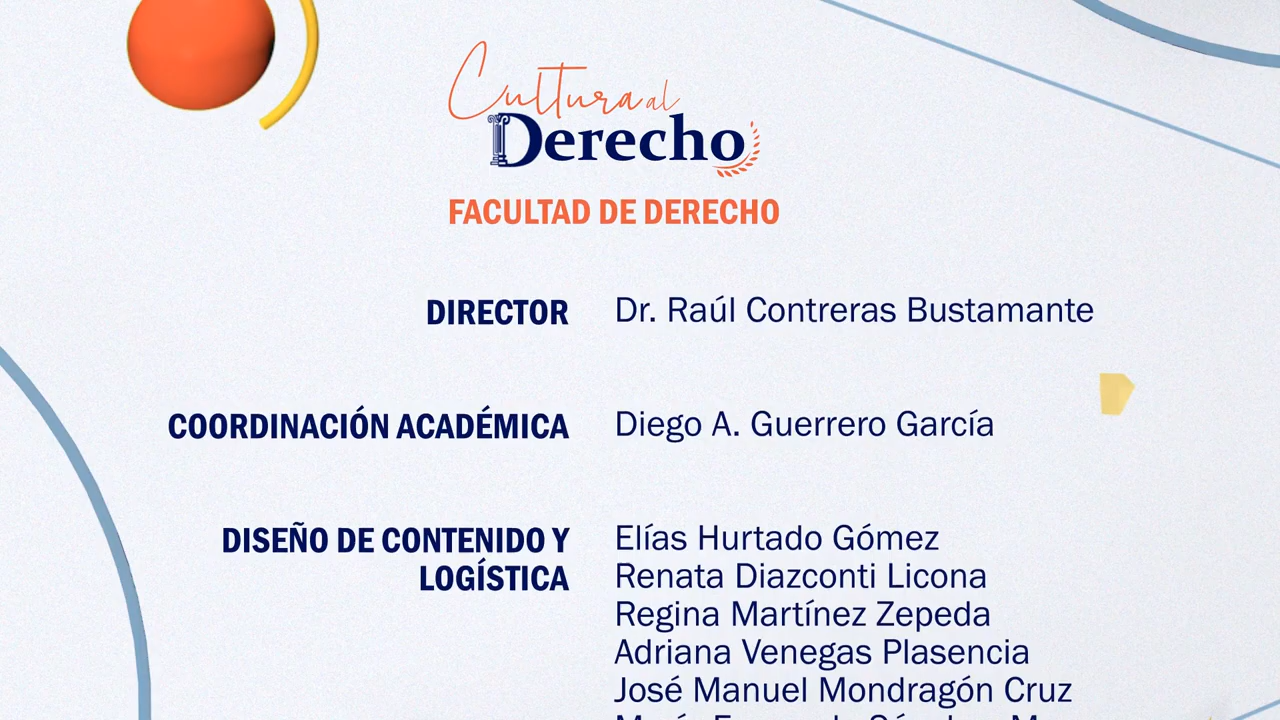 Cultura al
Derecho
FACULTAD DE DERECHO
DIRECTOR Dr. Raúl Contreras Bustamante
COORDINACIÓN ACADÉMICA Diego A. Guerrero García
DISEÑO DE CONTENIDO Y Elías Hurtado Gómez
LOGÍSTICA Renata Diazconti Licona
Regina Martínez Zepeda
Adriana Venegas Plasencia
José Manuel Mondragón Cruz